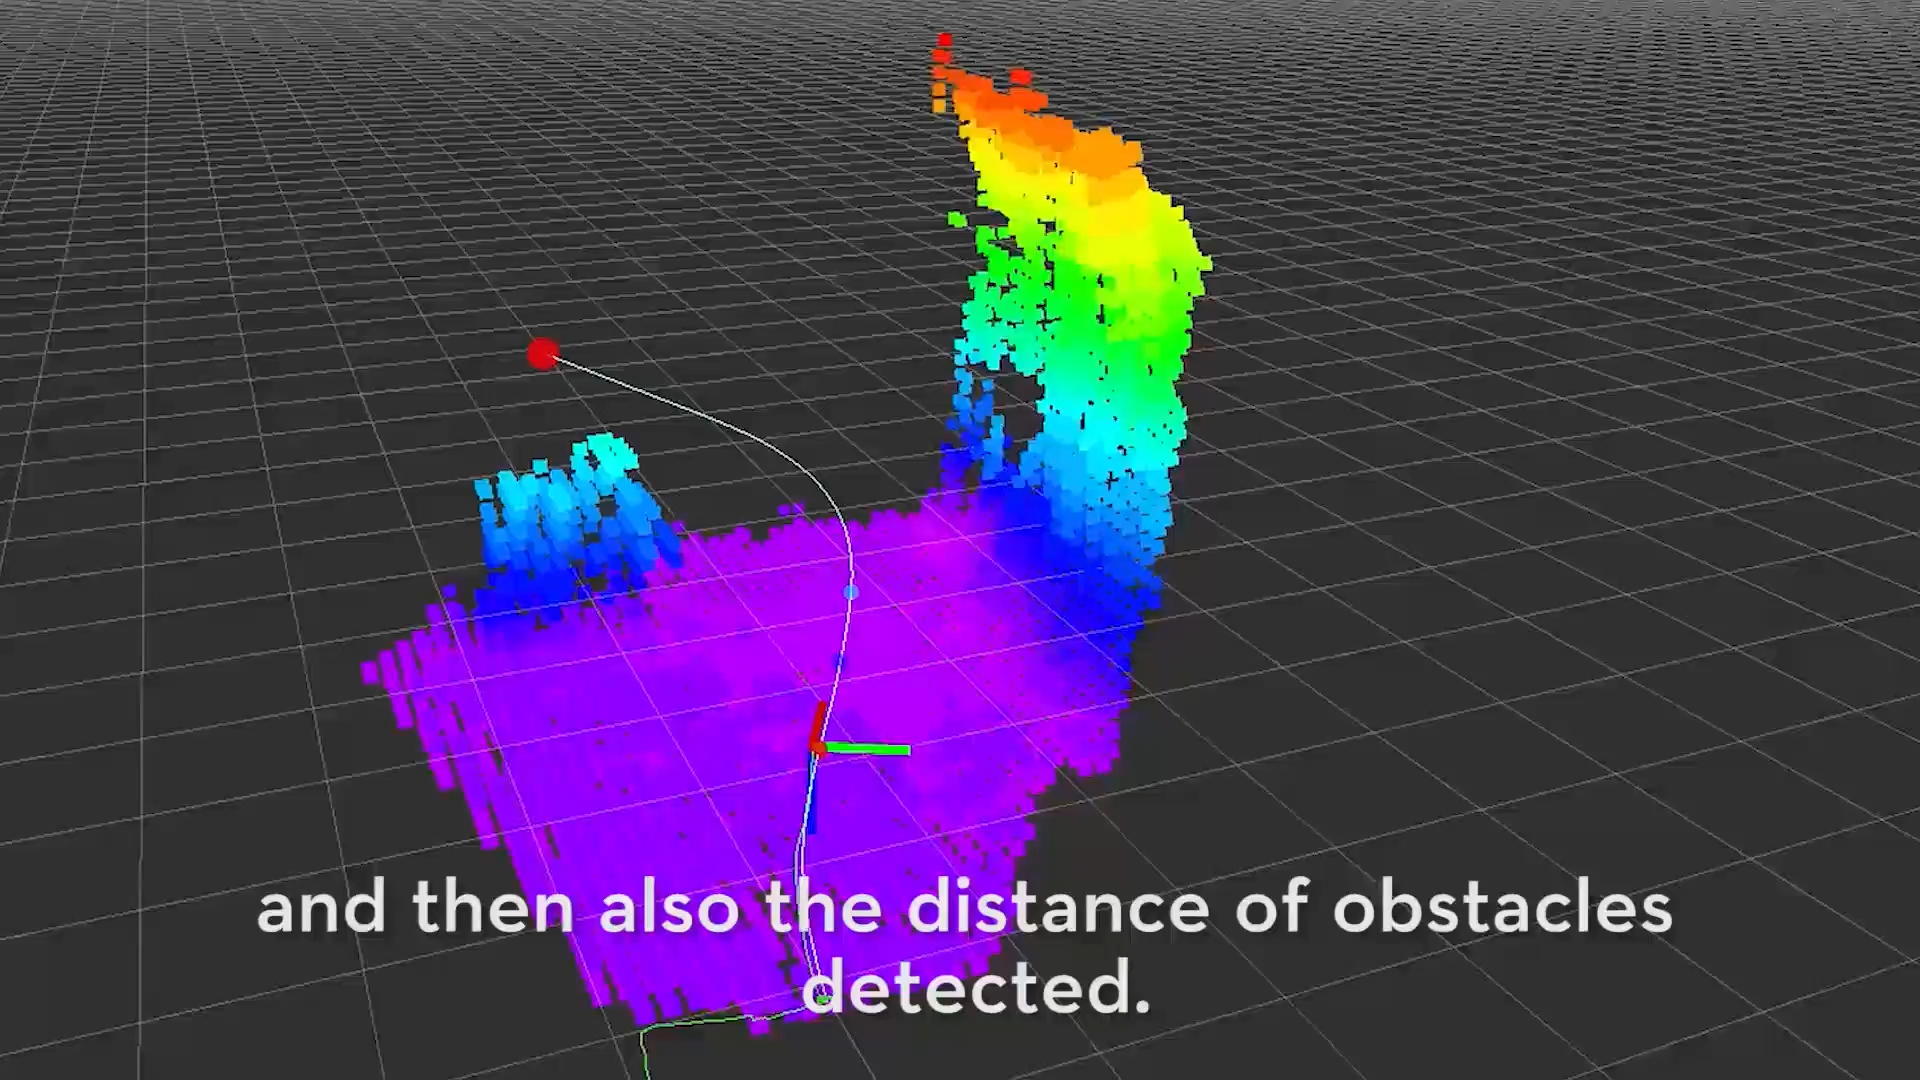 and then also the distance of obstacles
detected.